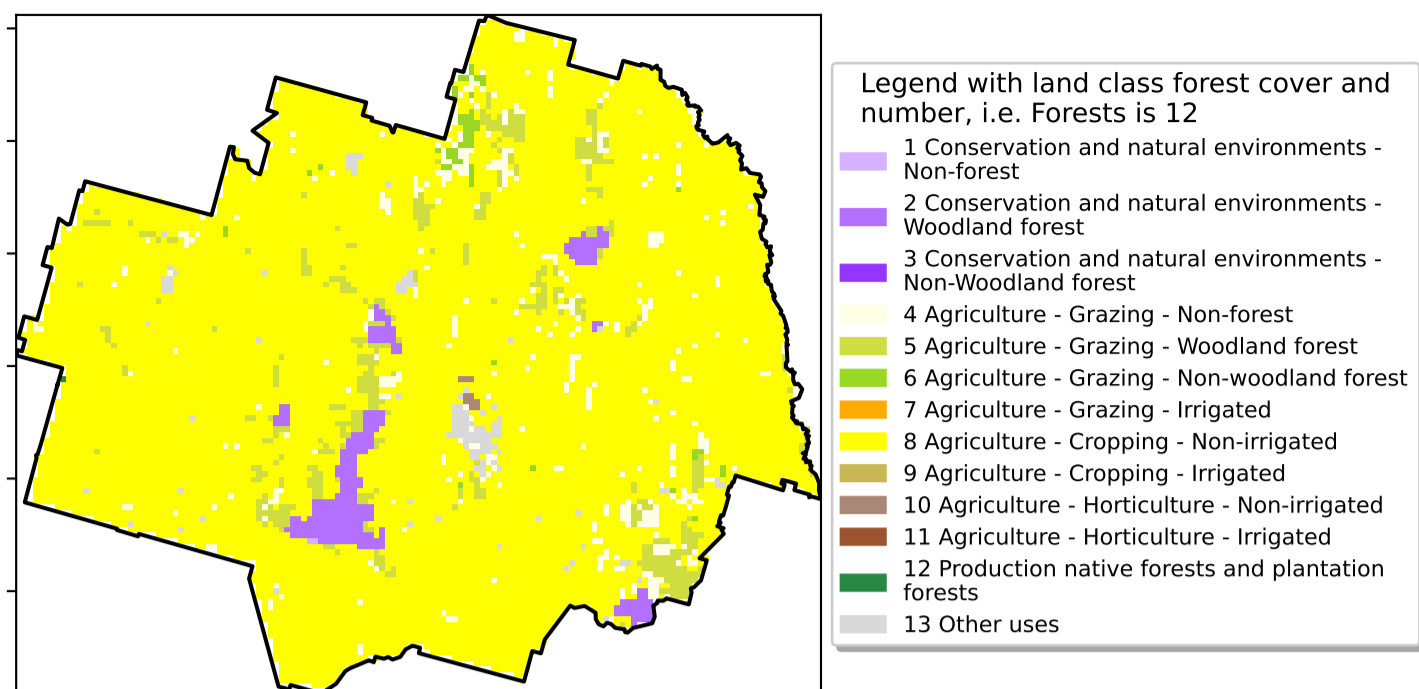 Legend with land class forest cover and
number, i.e. Forests is 12
1 Conservation and natural environments -
Non-forest
2 Conservation and natural environments -
Woodland forest
3 Conservation and natural environments -
Non-Woodland forest
4 Agriculture - Grazing - Non-forest
5 Agriculture - Grazing - Woodland forest
6 Agriculture - Grazing - Non-woodland forest
7 Agriculture - Grazing - Irrigated
8 Agriculture - Cropping - Non-irrigated
9 Agriculture - Cropping - Irrigated
10 Agriculture - Horticulture - Non-irrigated
11 Agriculture - Horticulture - Irrigated
12 Production native forests and plantation
forests
13 Other uses